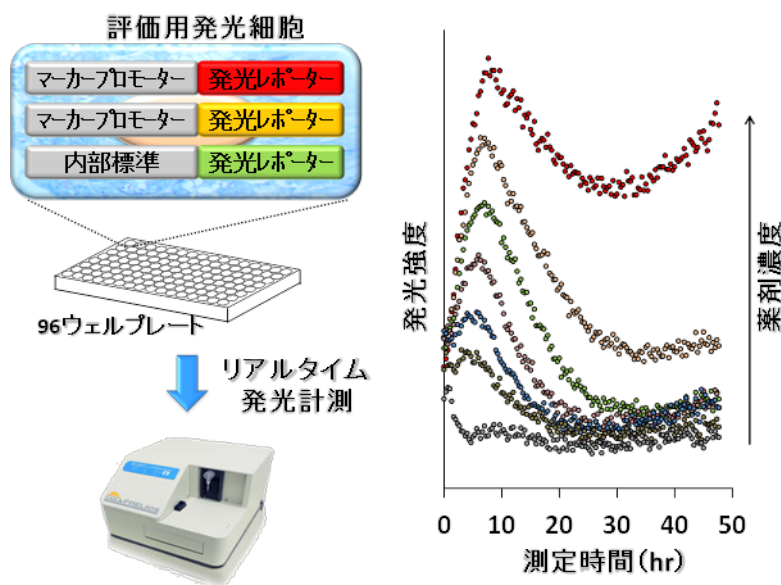 評価用発光細胞
マーカープロモーター 発光レポーター
マーカープロモーター 発光レポーター
内部標準 発光レポーター
96ウェルプレート
リアルタイム
発光計測
発光強度
薬剤濃度
0 10 20 30 40 50
測定時間(hr)